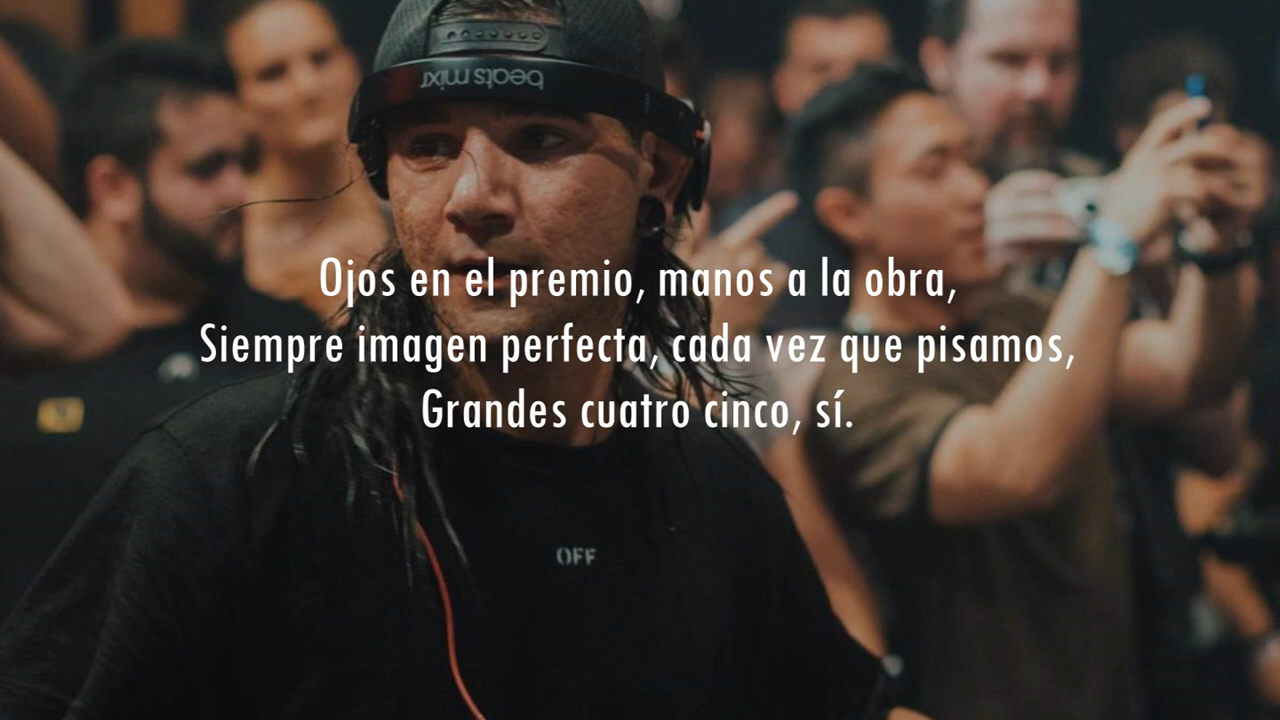 beats mixr
Ojos en el premio, manos a la obra,
Siempre imagen perfecta, cada vez que pisamos,
Grandes cuatro cinco, sí.
OFF